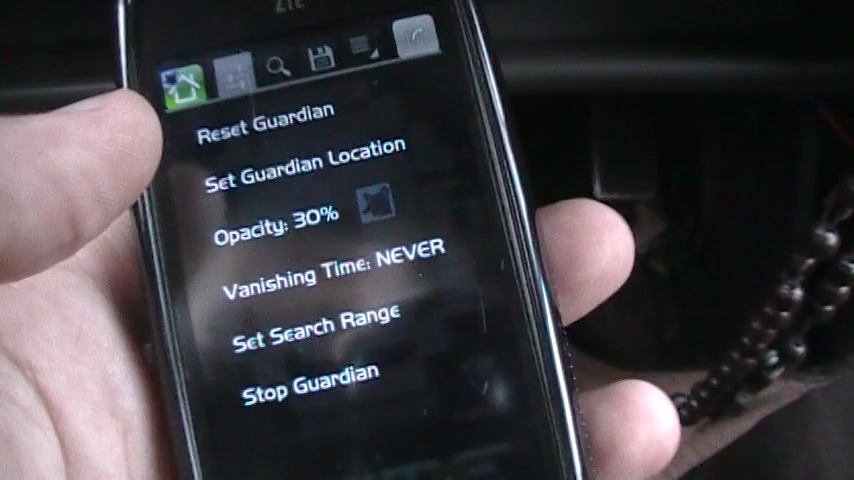 ZTE
Reset Guardian
Set Guardian Location
Opacity: 30%
Vanishing Time: NEVER
Set Search Range
Stop Guardian